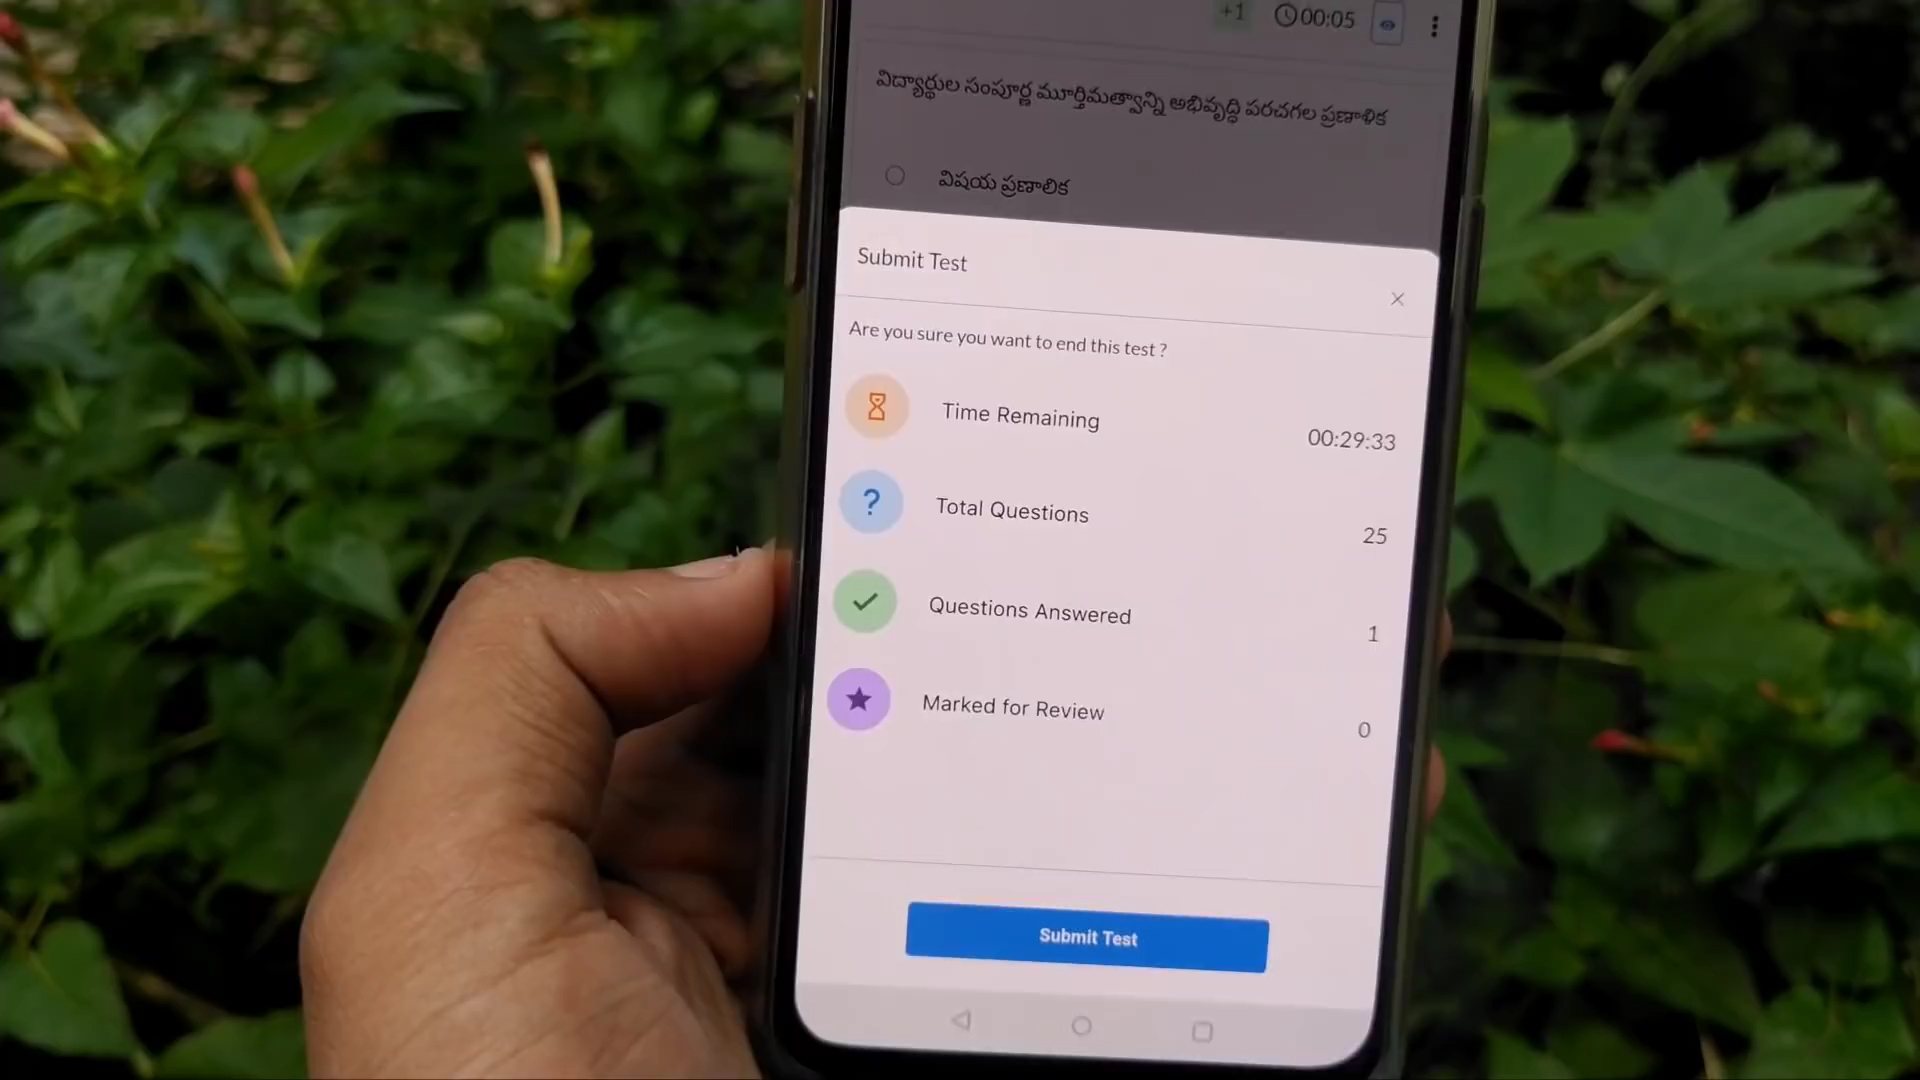 +1 00:05
విద్యార్థుల సంపూర్ణ మూర్తిమత్వాన్ని అభివృద్ధి పరచగల ప్రణాళిక
విషయ ప్రణాలిక
Submit Test
Are you sure you want to end this test ?
Time Remaining 00:29:33
Total Questions 25
Questions Answered 1
Marked for Review 0
Submit Test